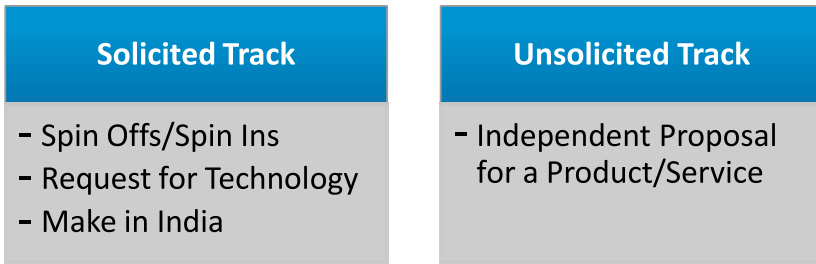 Solicited Track
- Spin Offs/Spin Ins
- Request for Technology
- Make in India
Unsolicited Track
- Independent Proposal
for a Product/Service